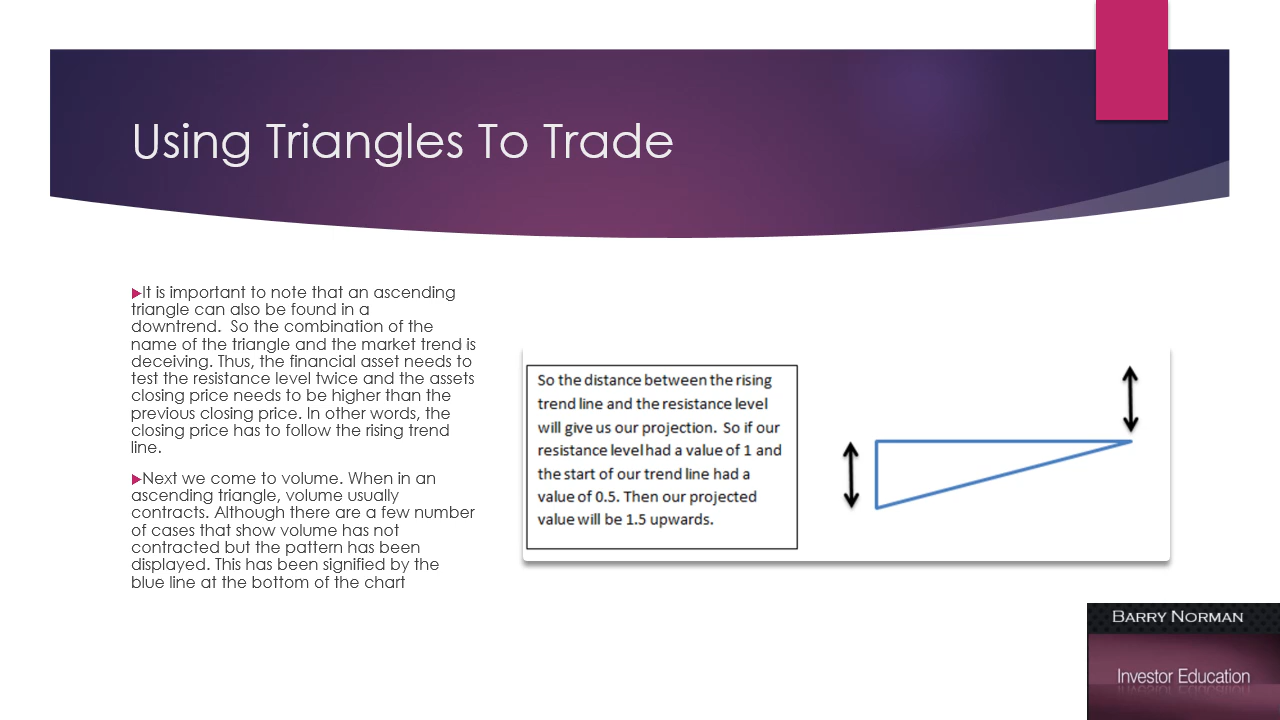 Using Triangles To Trade
It is important to note that an ascending
triangle can also be found in a
downtrend.  So the combination of the
name of the triangle and the market trend is
deceiving. Thus, the financial asset needs to
test the resistance level twice and the assets
closing price needs to be higher than the
previous closing price. In other words, the
closing price has to follow the rising trend
line.
Next we come to volume. When in an
ascending triangle, volume usually
contracts. Although there are a few number
of cases that show volume has not
contracted but the pattern has been
displayed. This has been signified by the
blue line at the bottom of the chart
So the distance between the rising
trend line and the resistance level
will give us our projection.  So if our
resistance level had a value of 1 and
the start of our trend line had a
value of 0.5. Then our projected
value will be 1.5 upwards.
BARRY NORMAN
Investor Education